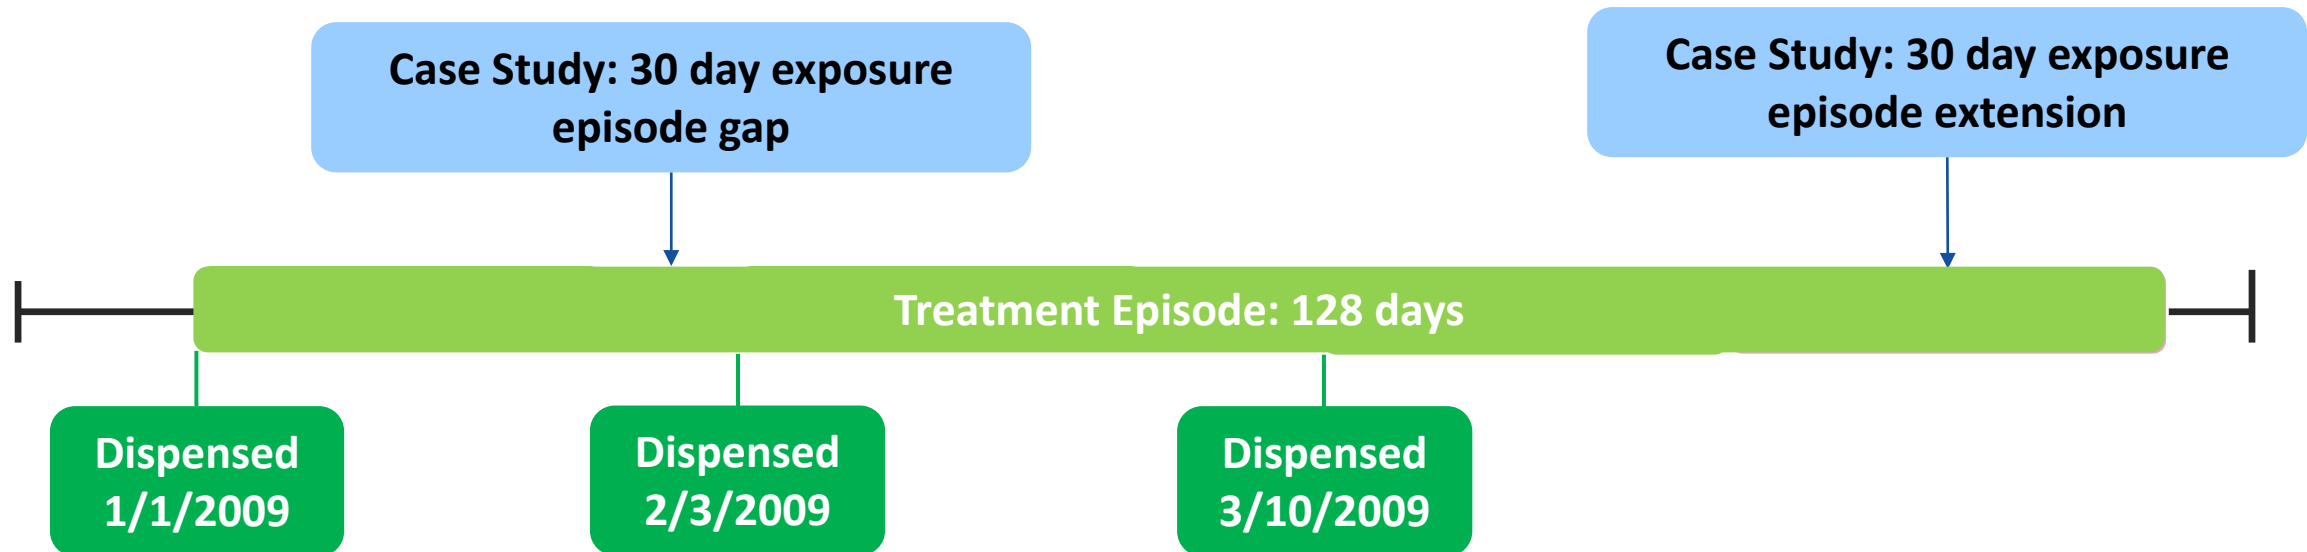 Case Study: 30 day exposure
episode gap
Case Study: 30 day exposure
episode extension
Treatment Episode: 128 days
Dispensed
1/1/2009
Dispensed
2/3/2009
Dispensed
3/10/2009